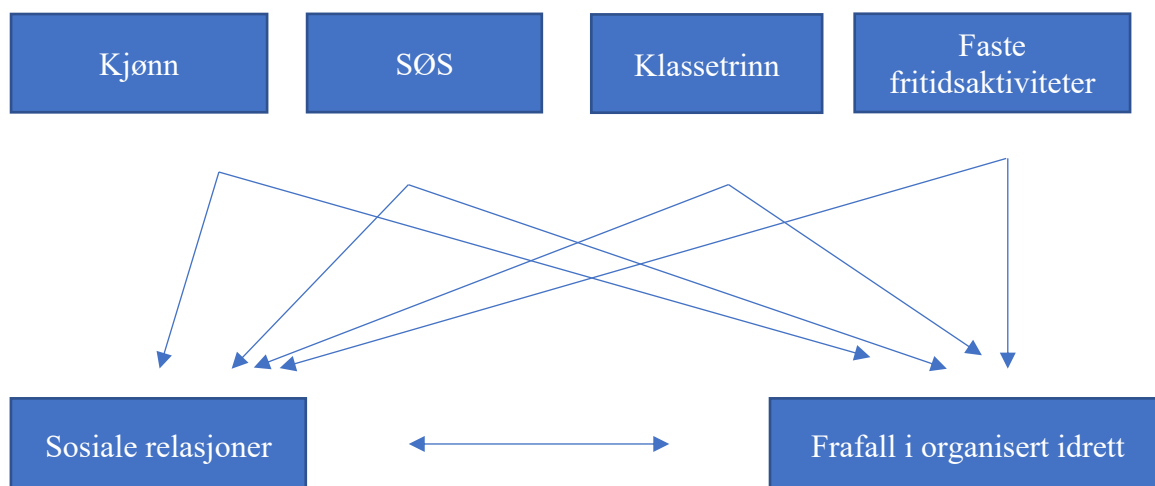 Kjønn
SØS
Klassetrinn
Faste
fritidsaktiviteter
Sosiale relasjoner
Frafall i organisert idrett